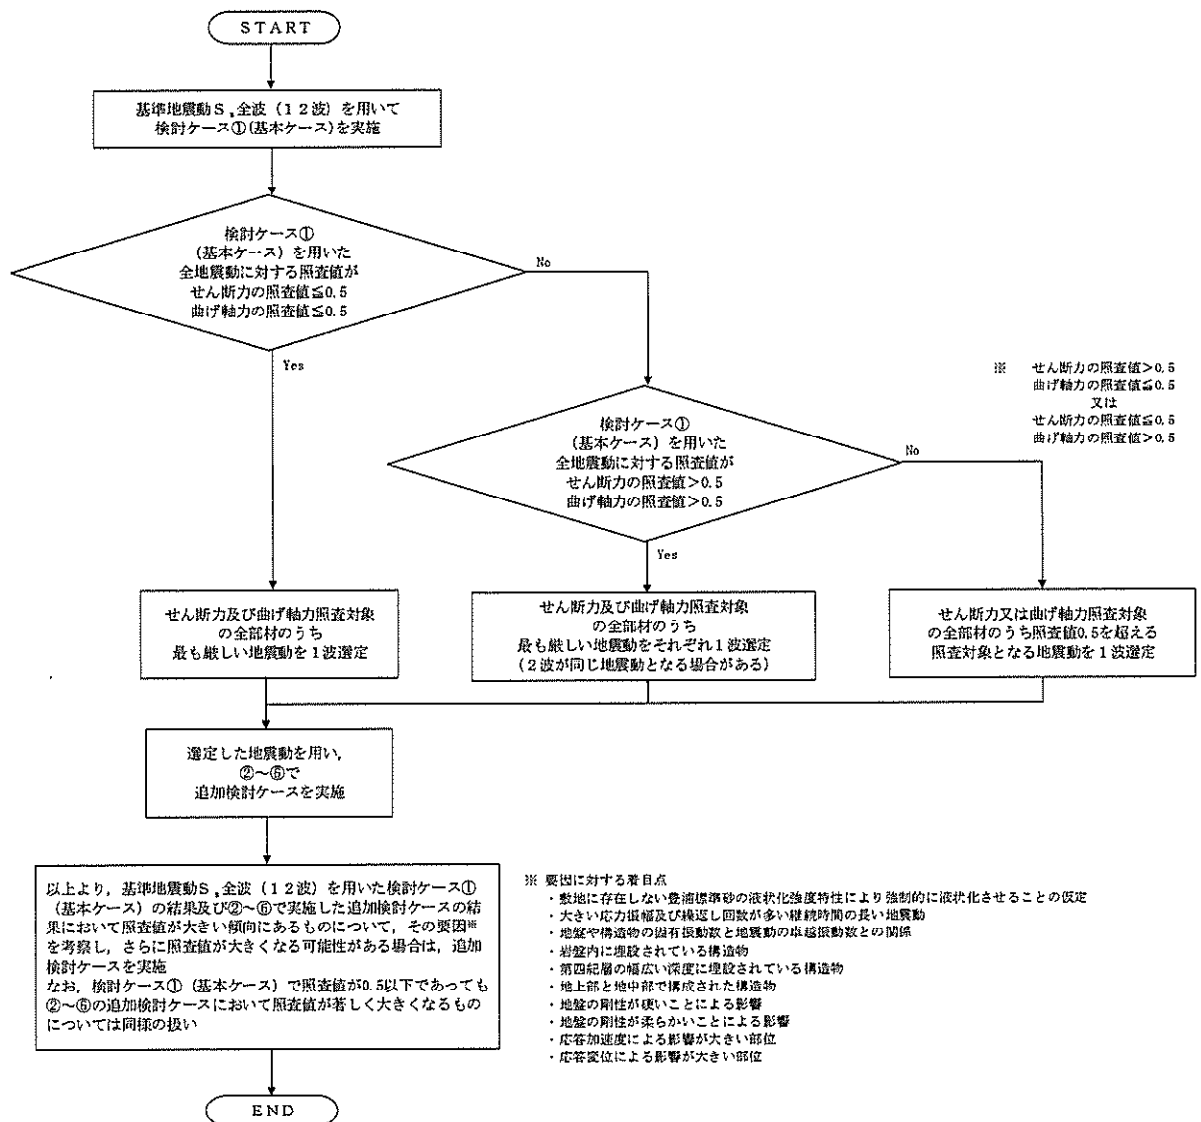 START
基準地震動Ｓs全波（１２波）を用いて
検討ケース①(基本ケース)を実施
検討ケース①
(基本ケース) を用いた
全地震動に対する照査値が
せん断力の照査値≦0.5
曲げ軸力の照査値≦0.5
No
Yes
※ せん断力の照査値＞0.5
曲げ軸力の照査値≦0.5
又は
せん断力の照査値≦0.5
曲げ軸力の照査値＞0.5
検討ケース①
(基本ケース) を用いた
全地震動に対する照査値が
せん断力の照査値＞0.5
曲げ軸力の照査値＞0.5
No
Yes
せん断力及び曲げ軸力照査対象
の全部材のうち
最も厳しい地震動を１波選定
せん断力及び曲げ軸力照査対象
の全部材のうち
最も厳しい地震動をそれぞれ１波選定
(２波が同じ地震動となる場合がある)
せん断力又は曲げ軸力照査対象
の全部材のうち照査値0.5を超える
照査対象となる地震動を１波選定
選定した地震動を用い，
②～⑥で
追加検討ケースを実施
以上より，基準地震動Ｓs全波（１２波）を用いた検討ケース①
（基本ケース）の結果及び②～⑥で実施した追加検討ケースの結
果において照査値が大きい傾向にあるものについて，その要因※
を考察し，さらに照査値が大きくなる可能性がある場合は，追加
検討ケースを実施
なお，検討ケース①（基本ケース）で照査値が0.5以下であっても
②～⑥の追加検討ケースにおいて照査値が著しく大きくなるもの
については同様の扱い
※ 要因に対する着目点
・敷地に存在しない豊浦標準砂の液状化強度特性により強制的に液状化させることの仮定
・大きい応力振幅及び繰返し回数が多い継続時間の長い地震動
・地盤や構造物の固有振動数と地震動の卓越振動数との関係
・岩盤内に埋設されている構造物
・第四紀層の幅広い深度に埋設されている構造物
・地上部と地中部で構成された構造物
・地盤の剛性が硬いことによる影響
・地盤の剛性が柔らかいことによる影響
・応答加速度による影響が大きい部位
・応答変位による影響が大きい部位
END